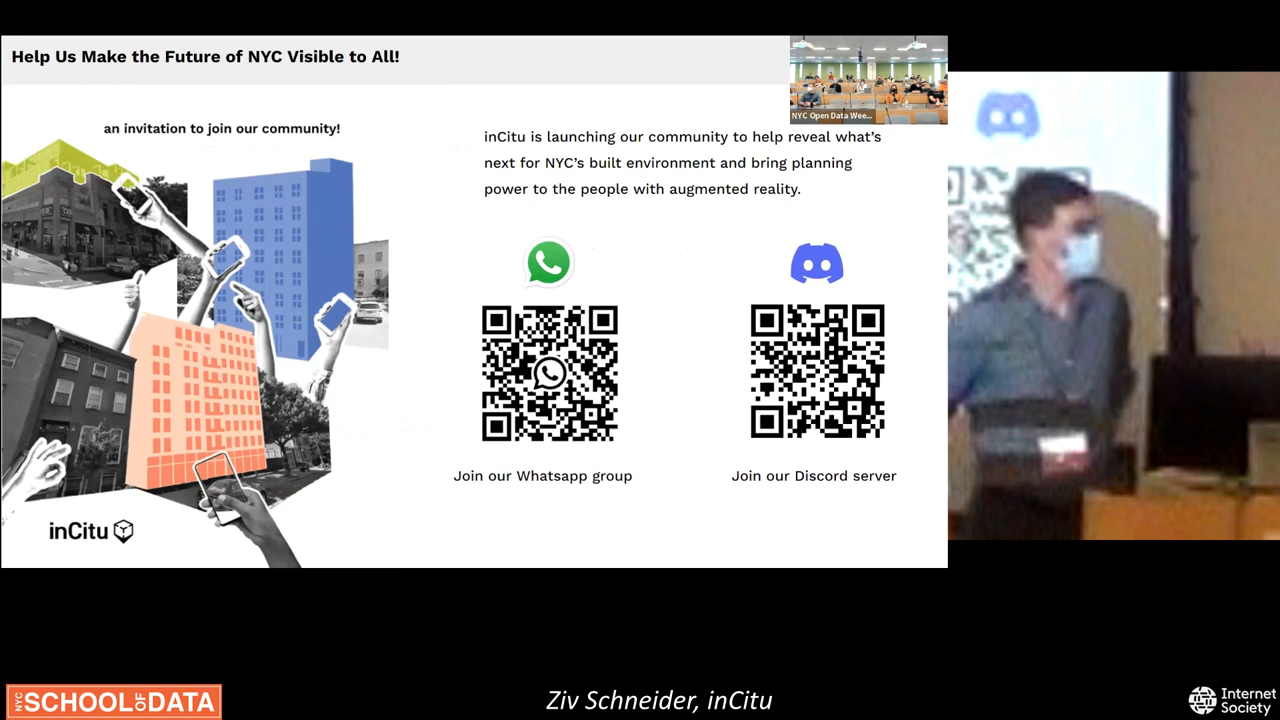 Help Us Make the Future of NYC Visible to All!
NYC Open Data Wee...
an invitation to join our community!
inCitu is launching our community to help reveal what's
next for NYC's built environment and bring planning
power to the people with augmented reality.
Join our Whatsapp group
Join our Discord server
inCitu
NYC SCHOOL OF DATA
Ziv Schneider, inCitu
Internet
Society